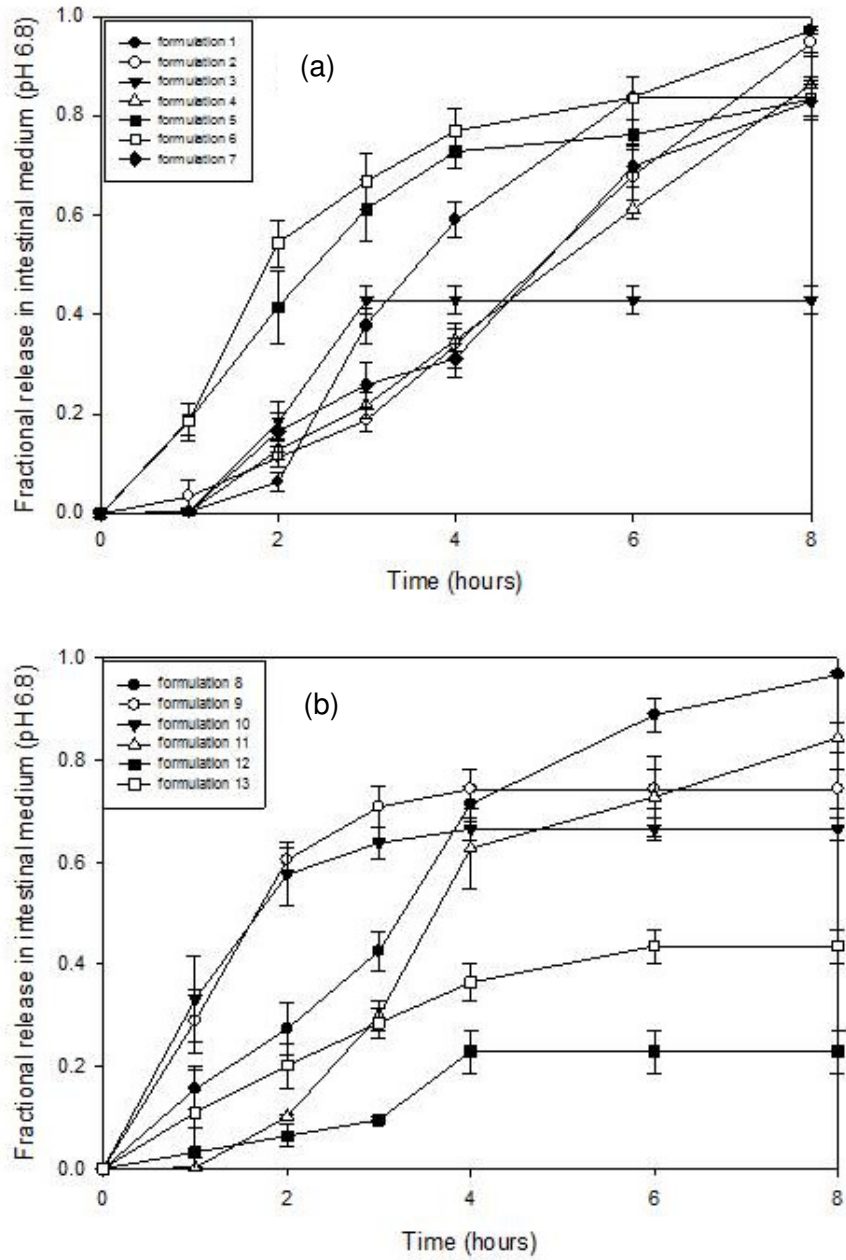 Fractional release in intestinal medium (pH 6.8)
1.0
0.8
0.6
0.4
0.2
0.0
formulation 1
formulation 2
formulation 3
formulation 4
formulation 5
formulation 6
formulation 7
(a)
0 2 4 6 8
Time (hours)
Fractional release in intestinal medium (pH 6.8)
1.0
0.8
0.6
0.4
0.2
0.0
formulation 8
formulation 9
formulation 10
formulation 11
formulation 12
formulation 13
(b)
0 2 4 6 8
Time (hours)